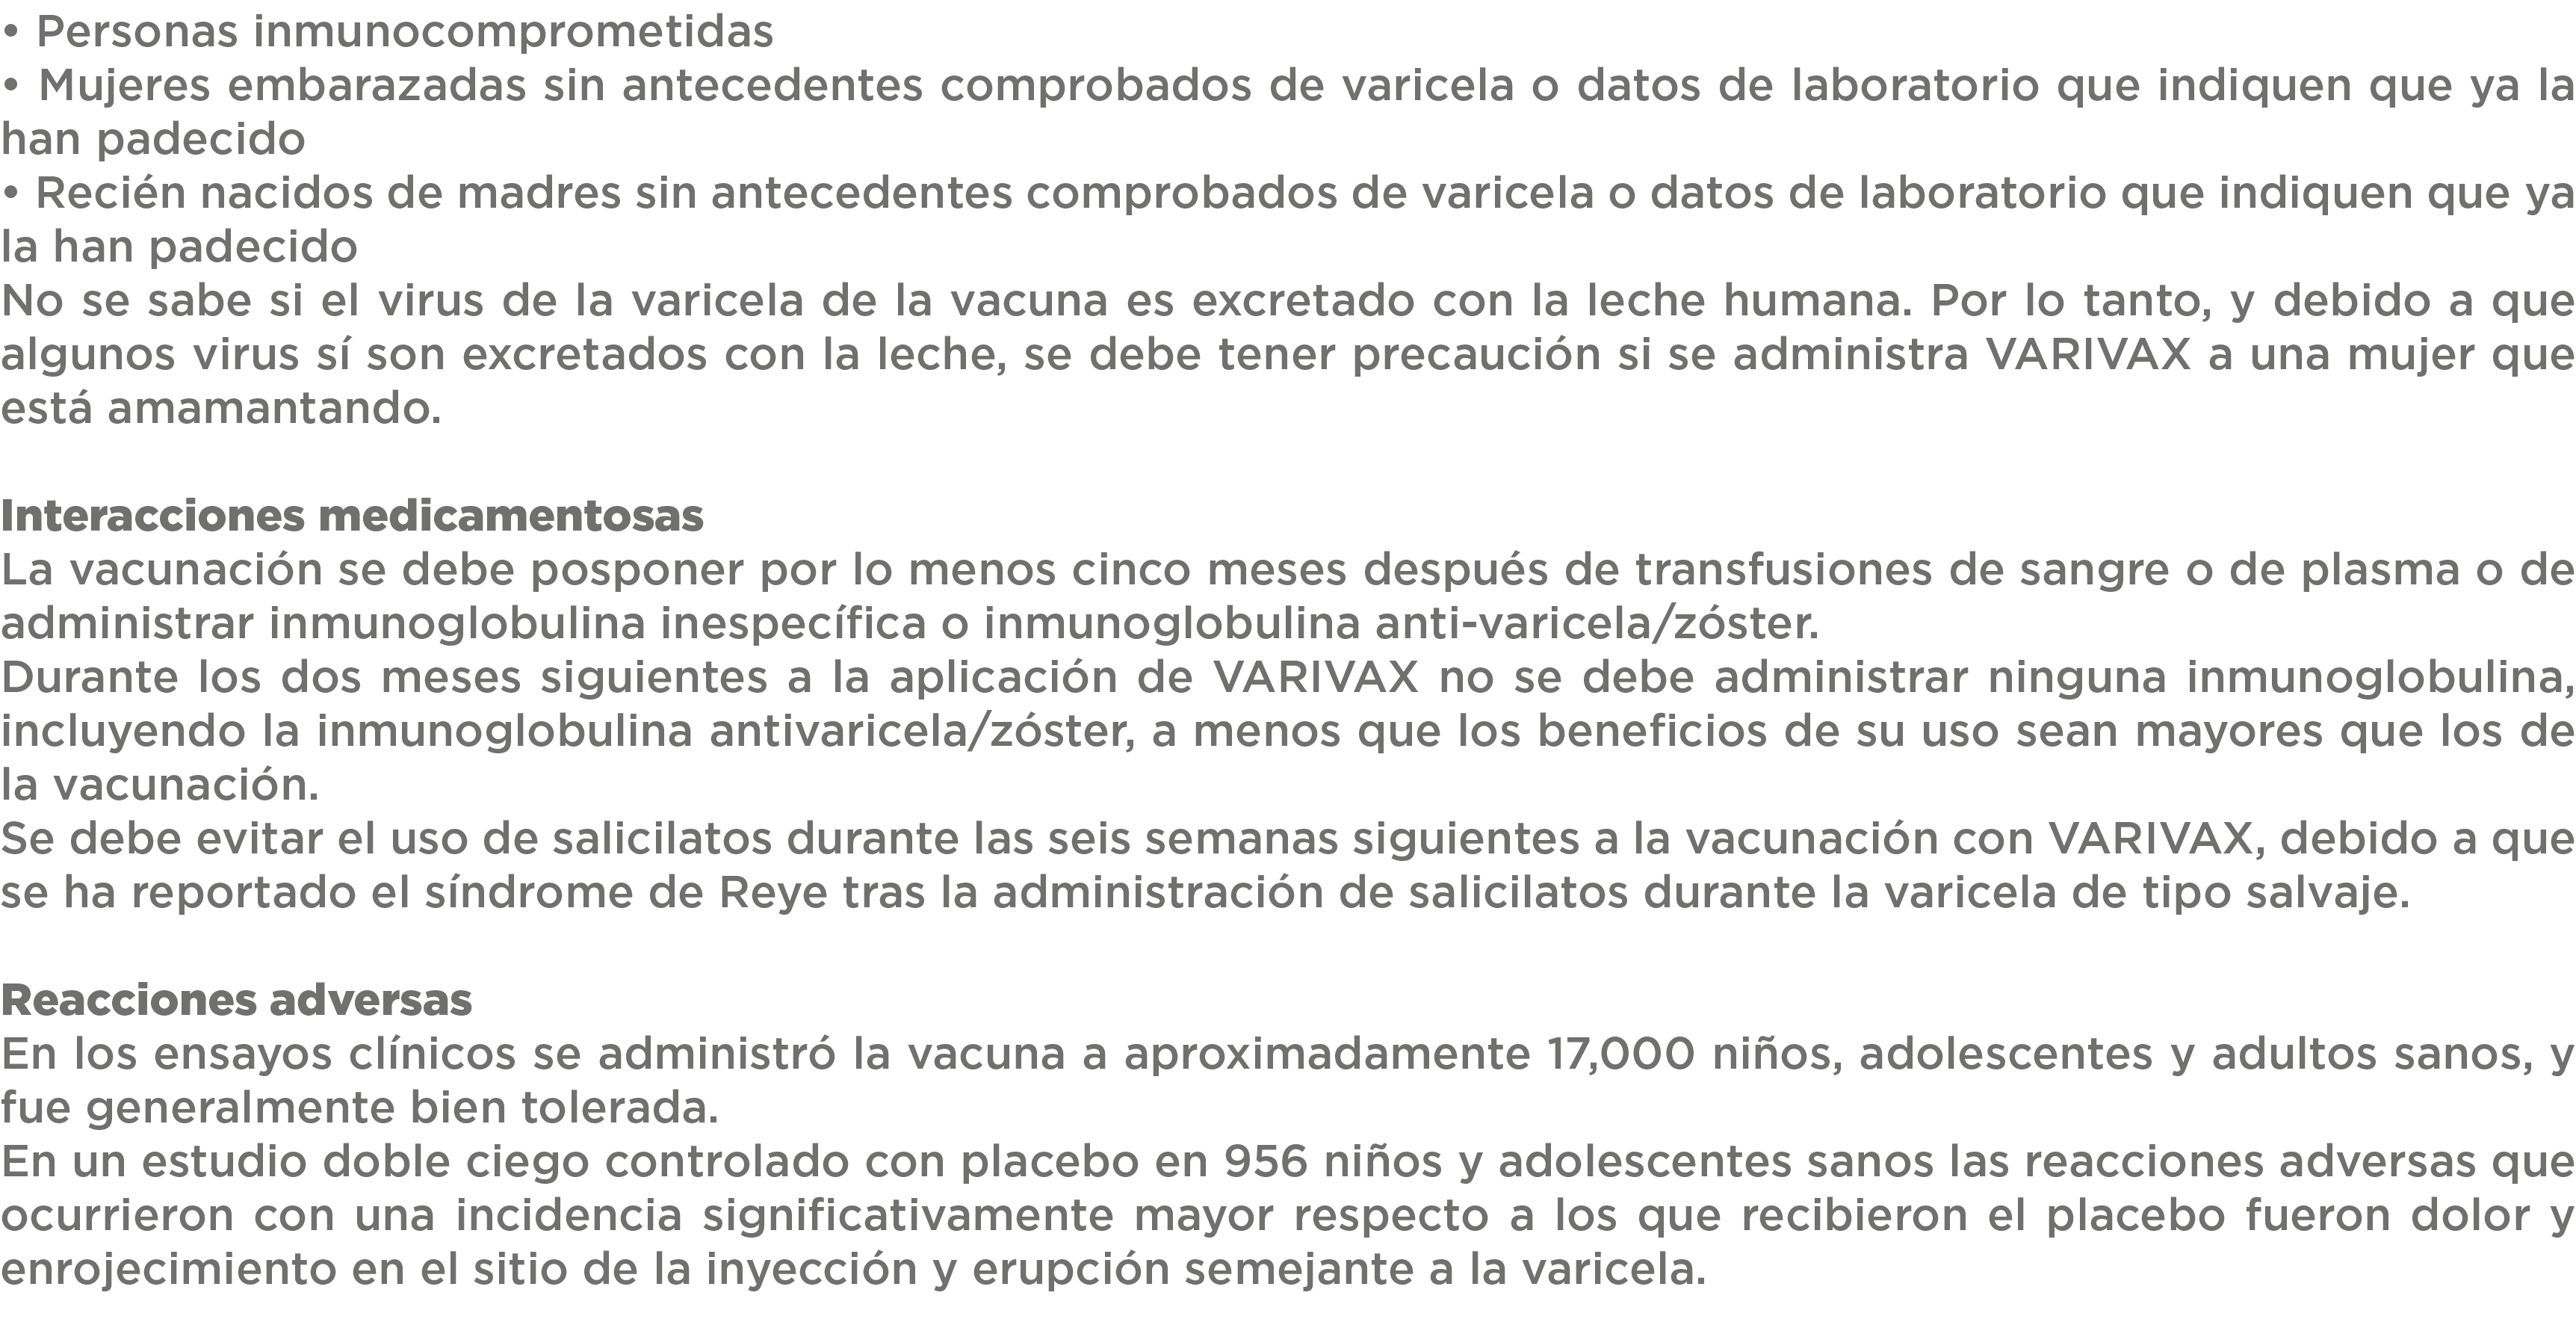 • Personas inmunocomprometidas
• Mujeres embarazadas sin antecedentes comprobados de varicela o datos de laboratorio que indiquen que ya la
han padecido
• Recién nacidos de madres sin antecedentes comprobados de varicela o datos de laboratorio que indiquen que ya
la han padecido
No se sabe si el virus de la varicela de la vacuna es excretado con la leche humana. Por lo tanto, y debido a que
algunos virus sí son excretados con la leche, se debe tener precaución si se administra VARIVAX a una mujer que
está amamantando.
Interacciones medicamentosas
La vacunación se debe posponer por lo menos cinco meses después de transfusiones de sangre o de plasma o de
administrar inmunoglobulina inespecífica o inmunoglobulina anti-varicela/zóster.
Durante los dos meses siguientes a la aplicación de VARIVAX no se debe administrar ninguna inmunoglobulina,
incluyendo la inmunoglobulina antivaricela/zóster, a menos que los beneficios de su uso sean mayores que los de
la vacunación.
Se debe evitar el uso de salicilatos durante las seis semanas siguientes a la vacunación con VARIVAX, debido a que
se ha reportado el síndrome de Reye tras la administración de salicilatos durante la varicela de tipo salvaje.
Reacciones adversas
En los ensayos clínicos se administró la vacuna a aproximadamente 17,000 niños, adolescentes y adultos sanos, y
fue generalmente bien tolerada.
En un estudio doble ciego controlado con placebo en 956 niños y adolescentes sanos las reacciones adversas que
ocurrieron con una incidencia significativamente mayor respecto a los que recibieron el placebo fueron dolor y
enrojecimiento en el sitio de la inyección y erupción semejante a la varicela.